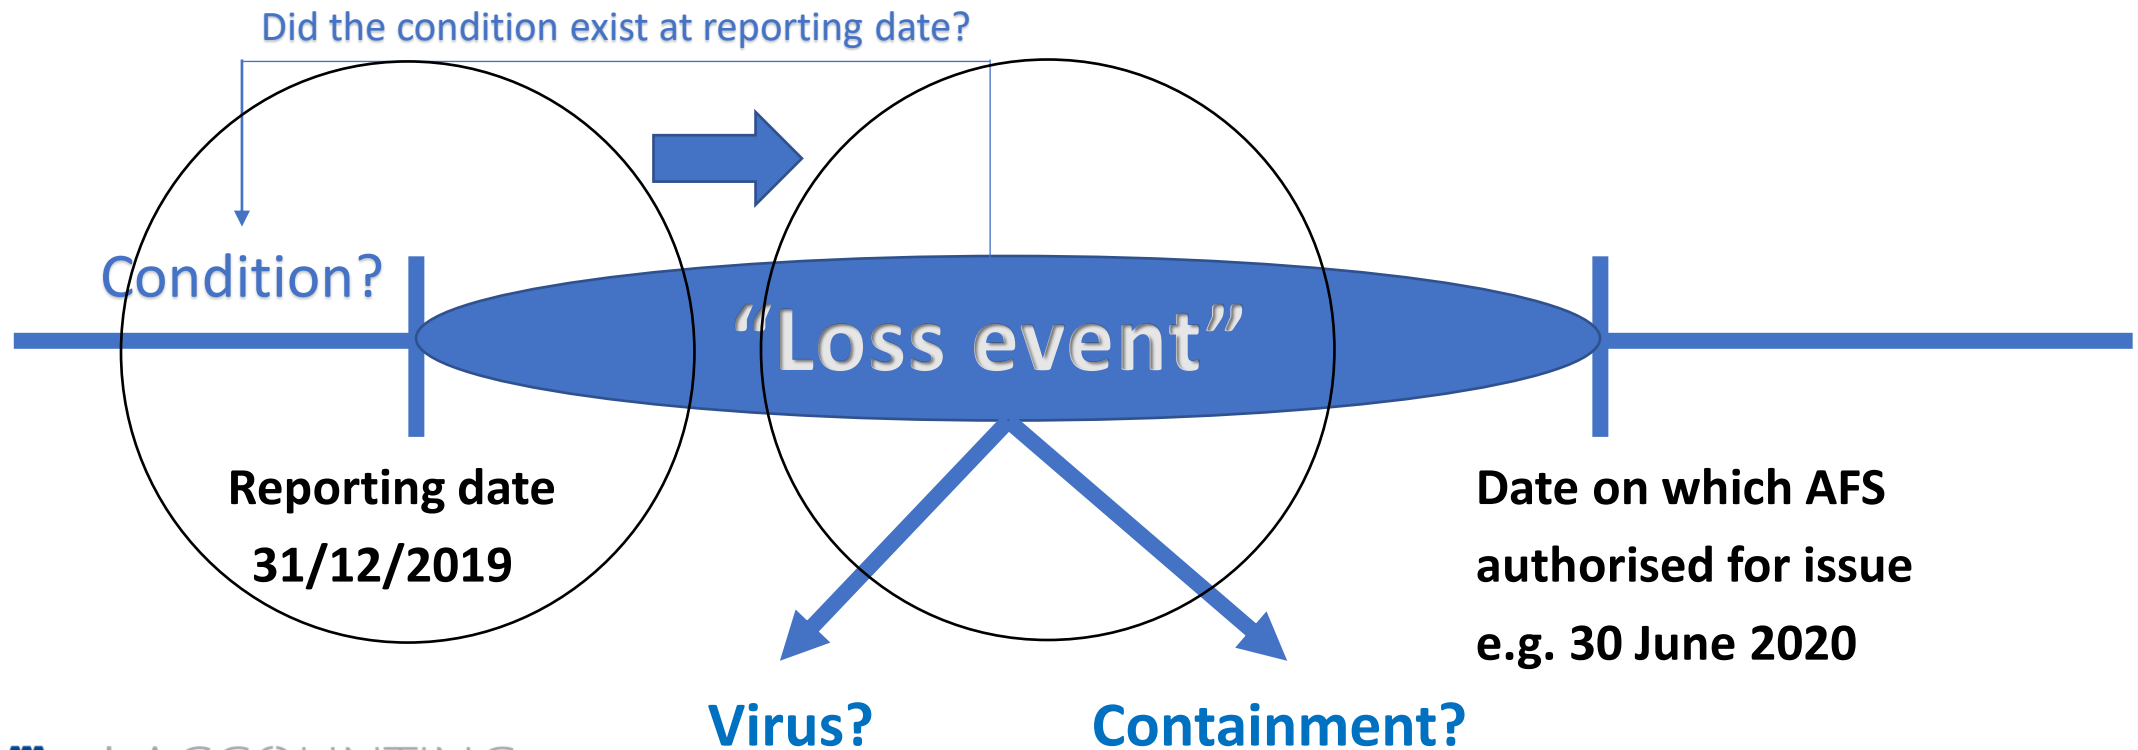 Did the condition exist at reporting date?
Condition?
“Loss event”
Reporting date
31/12/2019
Date on which AFS
authorised for issue
e.g. 30 June 2020
Virus?
Containment?
ACCOUNTING